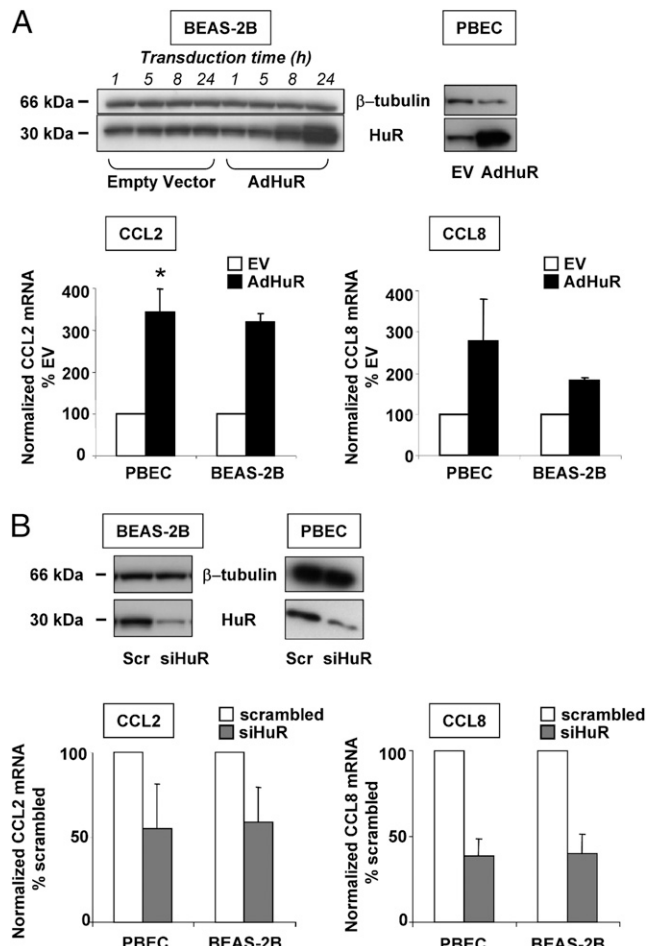 A
BEAS-2B
PBEC
Transduction time (h)
1 5 8 24 1 5 8 24
66 kDa
β–tubulin
30 kDa
HuR
Empty Vector AdHuR
EV AdHuR
CCL2
EV
AdHuR
Normalized CCL2 mRNA
% EV
400
300
200
100
0
*
PBEC BEAS-2B
CCL8
EV
AdHuR
Normalized CCL8 mRNA
% EV
400
300
200
100
0
PBEC BEAS-2B
B
BEAS-2B
PBEC
66 kDa
β–tubulin
30 kDa
HuR
Scr siHuR
Scr siHuR
CCL2
scrambled
siHuR
Normalized CCL2 mRNA
% scrambled
100
50
0
PBEC BEAS-2B
CCL8
scrambled
siHuR
Normalized CCL8 mRNA
% scrambled
100
50
0
PBEC BEAS-2B